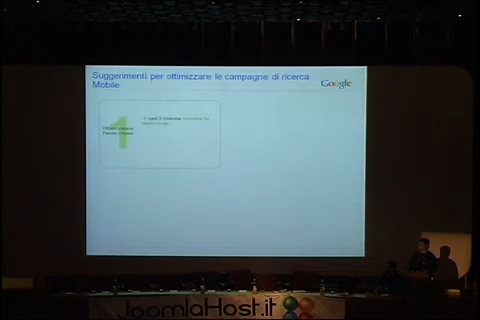 Suggerimenti per ottimizzare le campagne di ricerca
Mobile
Google
1
JoomlaHost.it